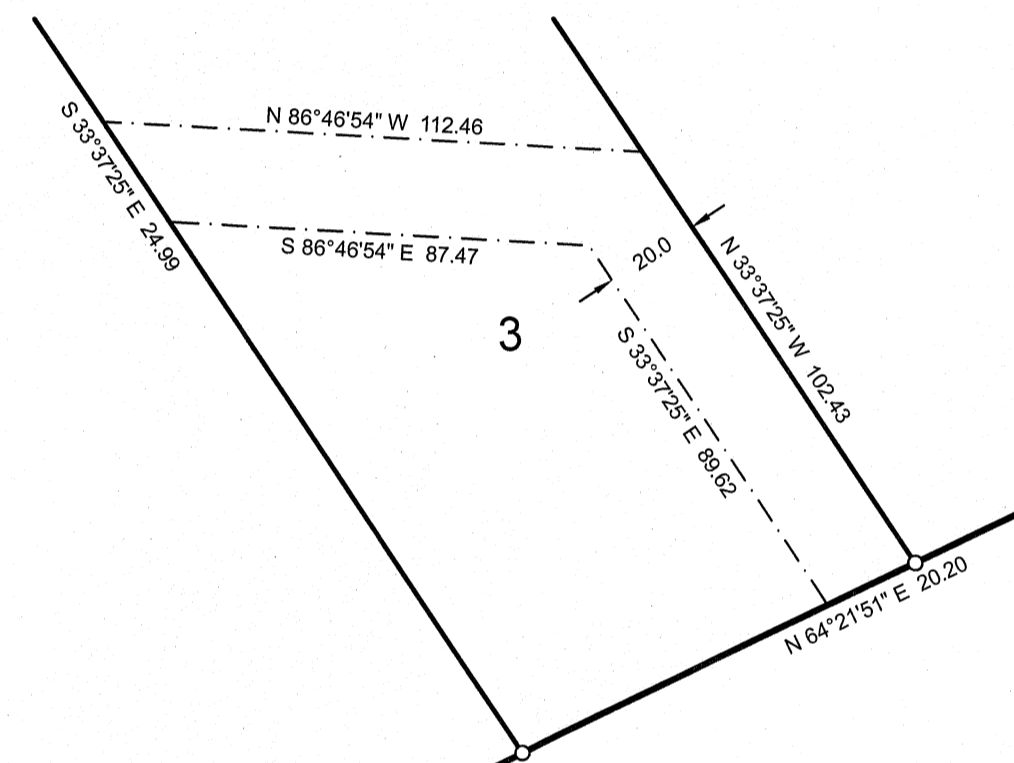 N 86°46'54" W 112.46
S 33°37'25" E 24.99
S 86°46'54" E 87.47
20.0
N 33°37'25" W 102.43
3
S 33°37'25" E 89.62
N 64°21'51" E 20.20